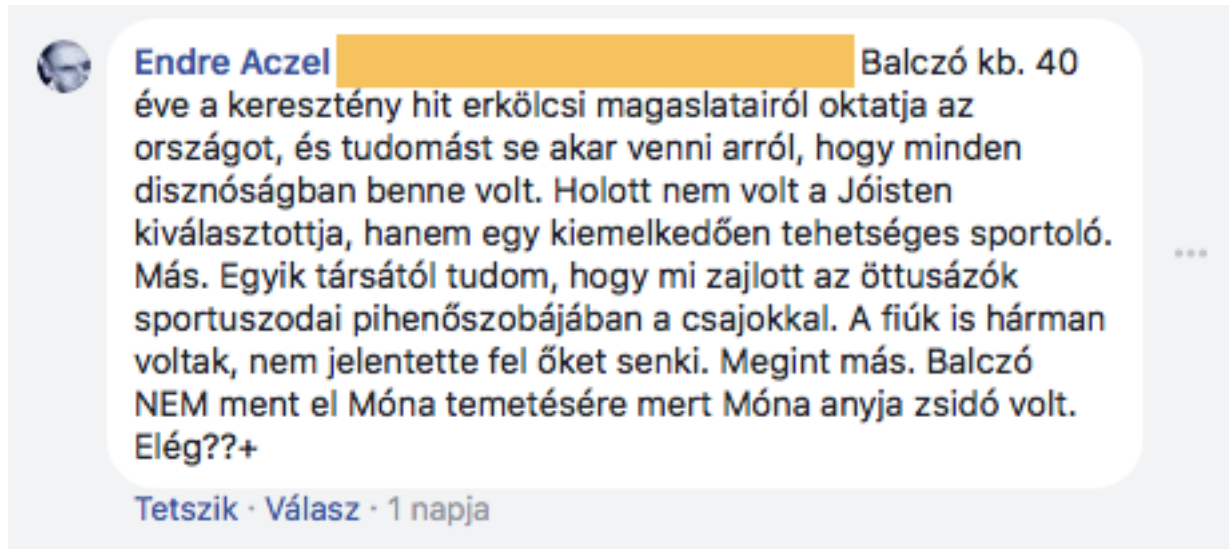 Endre Aczel Balczó kb. 40
éve a keresztény hit erkölcsi magaslatairól oktatja az
országot, és tudomást se akar venni arról, hogy minden
disznóságban benne volt. Holott nem volt a Jóisten
kiválasztottja, hanem egy kiemelkedően tehetséges sportoló.
Más. Egyik társától tudom, hogy mi zajlott az öttusázók
sportuszodai pihenőszobájában a csajokkal. A fiúk is hárman
voltak, nem jelentette fel őket senki. Megint más. Balczó
NEM ment el Móna temetésére mert Móna anyja zsidó volt.
Elég??+
Tetszik · Válasz · 1 napja